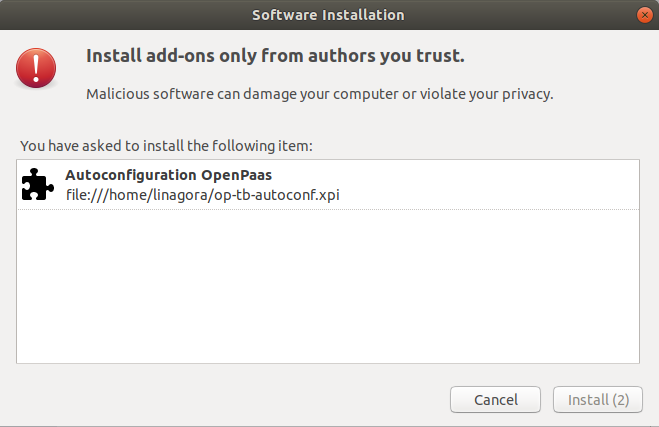 Software Installation
Install add-ons only from authors you trust.
Malicious software can damage your computer or violate your privacy.
You have asked to install the following item:
Autoconfiguration OpenPaas
file:///home/linagora/op-tb-autoconf.xpi
Cancel
Install (2)